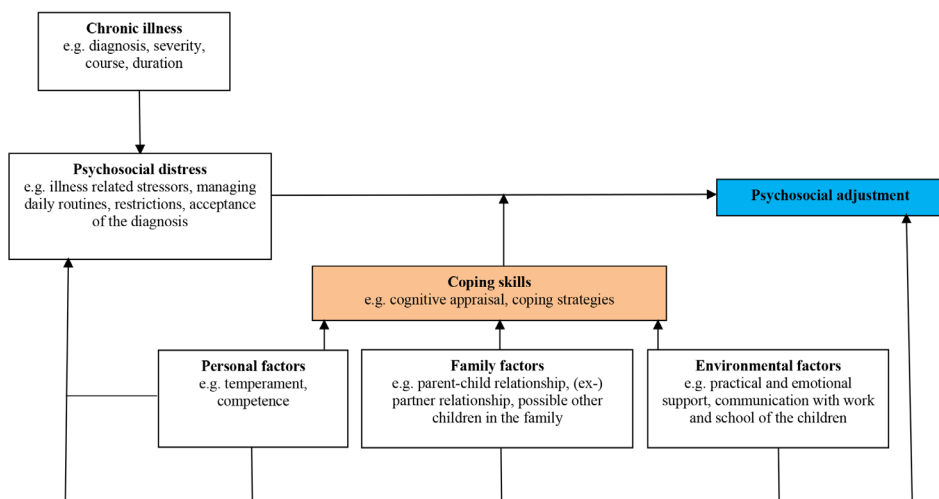 Chronic illness
e.g. diagnosis, severity,
course, duration
Psychosocial distress
e.g. illness related stressors, managing
daily routines, restrictions, acceptance
of the diagnosis
Psychosocial adjustment
Coping skills
e.g. cognitive appraisal, coping strategies
Personal factors
e.g. temperament,
competence
Family factors
e.g. parent-child relationship, (ex-)
partner relationship, possible other
children in the family
Environmental factors
e.g. practical and emotional
support, communication with work
and school of the children